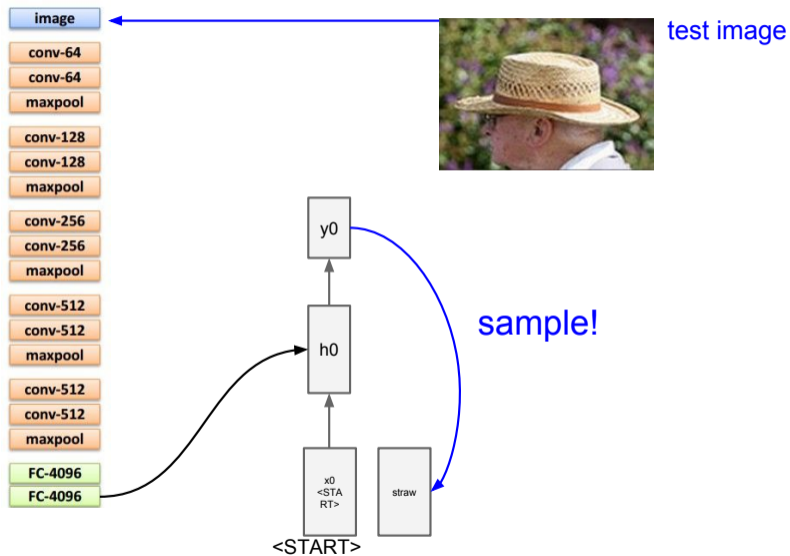 image
test image
conv-64
conv-64
maxpool
conv-128
conv-128
maxpool
conv-256
conv-256
maxpool
conv-512
conv-512
maxpool
conv-512
conv-512
maxpool
FC-4096
FC-4096
y0
sample!
h0
x0
<STA
RT>
straw
<START>